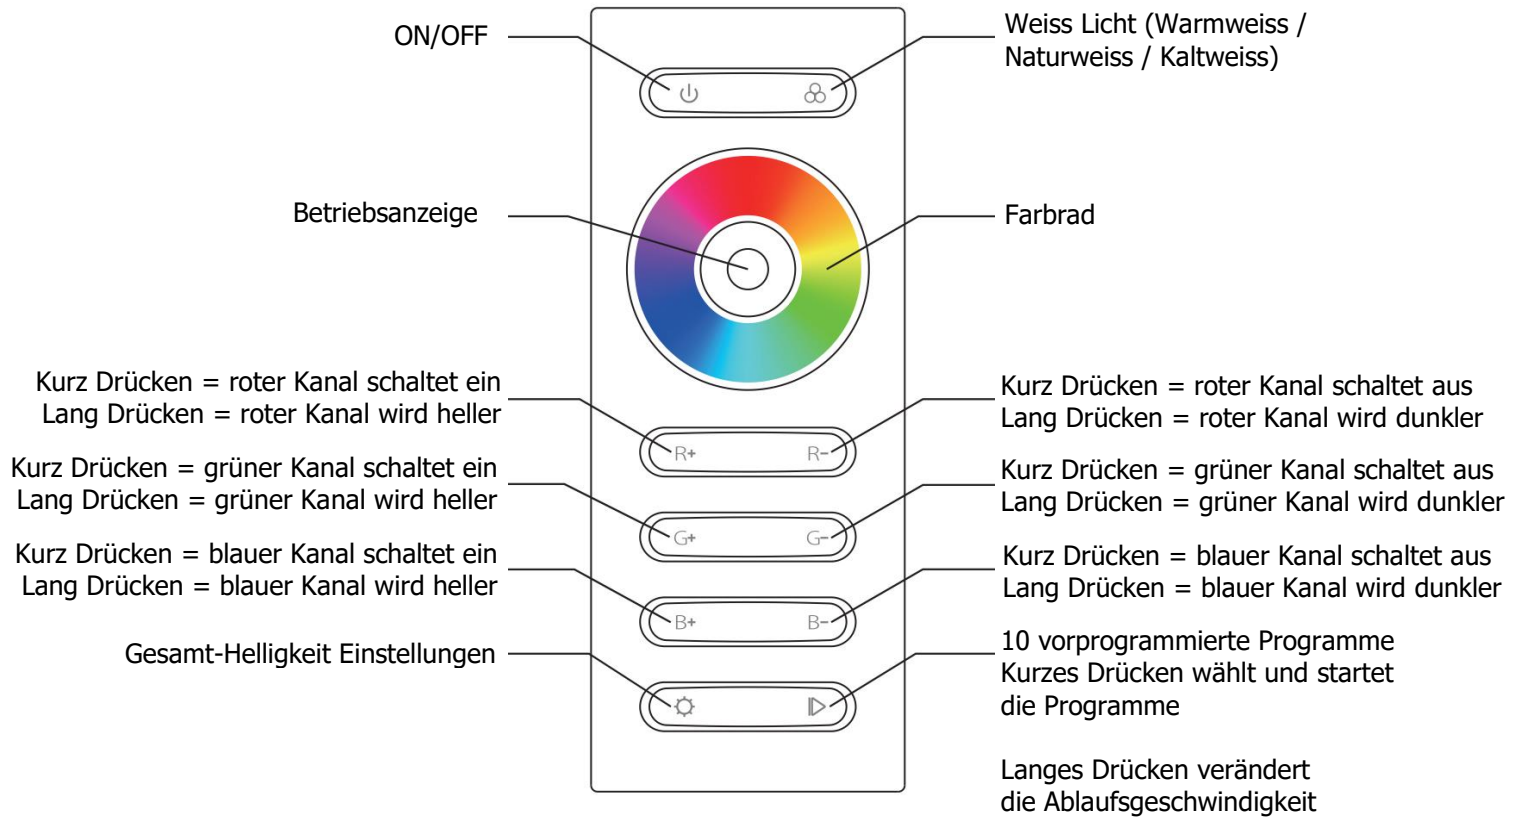 ON/OFF
Weiss Licht (Warmweiss /
Naturweiss / Kaltweiss)
Betriebsanzeige
Farbrad
Kurz Drücken = roter Kanal schaltet ein
Lang Drücken = roter Kanal wird heller
Kurz Drücken = roter Kanal schaltet aus
Lang Drücken = roter Kanal wird dunkler
R+
R-
Kurz Drücken = grüner Kanal schaltet ein
Lang Drücken = grüner Kanal wird heller
Kurz Drücken = grüner Kanal schaltet aus
Lang Drücken = grüner Kanal wird dunkler
G+
G-
Kurz Drücken = blauer Kanal schaltet ein
Lang Drücken = blauer Kanal wird heller
Kurz Drücken = blauer Kanal schaltet aus
Lang Drücken = blauer Kanal wird dunkler
B+
B-
Gesamt-Helligkeit Einstellungen
10 vorprogrammierte Programme
Kurzes Drücken wählt und startet
die Programme
Langes Drücken verändert
die Ablaufsgeschwindigkeit